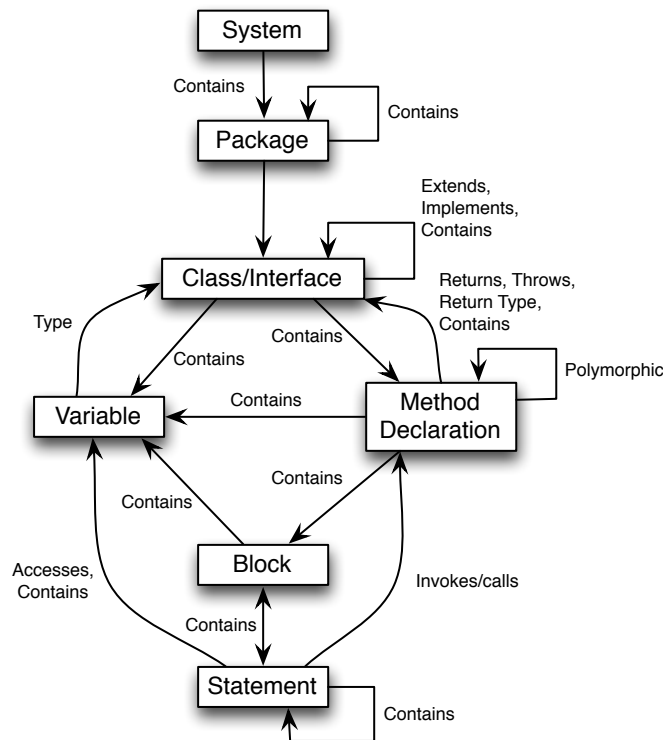 System
Contains
Contains
Package
Extends,
Implements,
Contains
Class/Interface
Returns, Throws,
Return Type,
Contains
Type
Contains
Contains
Polymorphic
Variable
Contains
Method
Declaration
Contains
Contains
Block
Accesses,
Contains
Invokes/calls
Contains
Statement
Contains